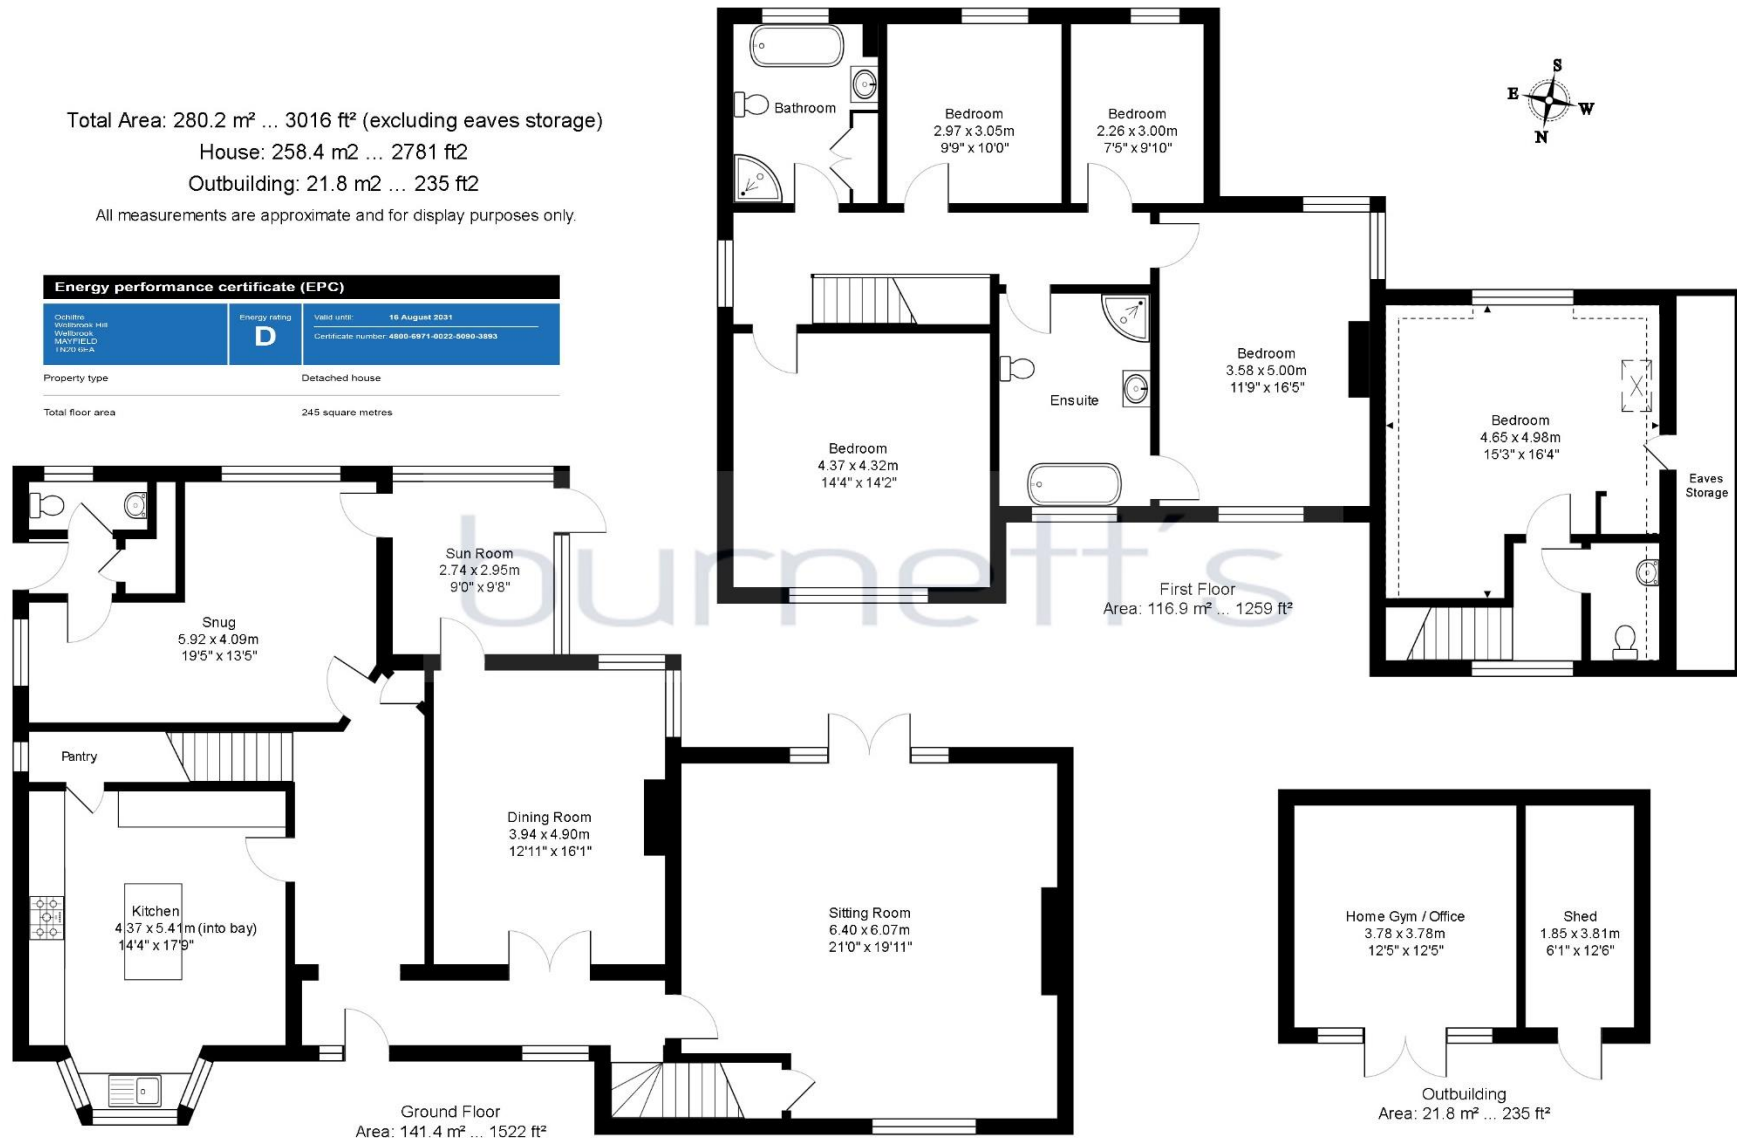 Total Area: 280.2 m² ... 3016 ft² (excluding eaves storage)
House: 258.4 m2 ... 2781 ft2
Outbuilding: 21.8 m2 ... 235 ft2
All measurements are approximate and for display purposes only.
Energy performance certificate (EPC)
Ochiltre
Wellbrook Hill
Wellbrook
MAYFIELD
TN20 6EA
Energy rating
D
Valid until: 16 August 2031
Certificate number: 4800-6971-0022-5090-3893
Property type Detached house
Total floor area 245 square metres
S
E W
N
Bathroom
Bedroom
2.97 x 3.05m
9'9" x 10'0"
Bedroom
2.26 x 3.00m
7'5" x 9'10"
Bedroom
3.58 x 5.00m
11'9" x 16'5"
Ensuite
Bedroom
4.37 x 4.32m
14'4" x 14'2"
Bedroom
4.65 x 4.98m
15'3" x 16'4"
Eaves
Storage
First Floor
Area: 116.9 m² ... 1259 ft²
burnett's
Sun Room
2.74 x 2.95m
9'0" x 9'8"
Snug
5.92 x 4.09m
19'5" x 13'5"
Pantry
Dining Room
3.94 x 4.90m
12'11" x 16'1"
Kitchen
4.37 x 5.41m (into bay)
14'4" x 17'9"
Sitting Room
6.40 x 6.07m
21'0" x 19'11"
Ground Floor
Area: 141.4 m² ... 1522 ft²
Home Gym / Office
3.78 x 3.78m
12'5" x 12'5"
Shed
1.85 x 3.81m
6'1" x 12'6"
Outbuilding
Area: 21.8 m² ... 235 ft²